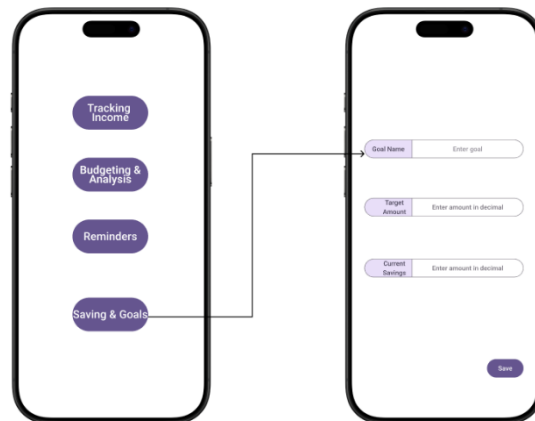 Tracking
Income
Budgeting &
Analysis
Reminders
Saving & Goals
Goal Name
Enter goal
Target
Amount
Enter amount in decimal
Current
Savings
Enter amount in decimal
Save